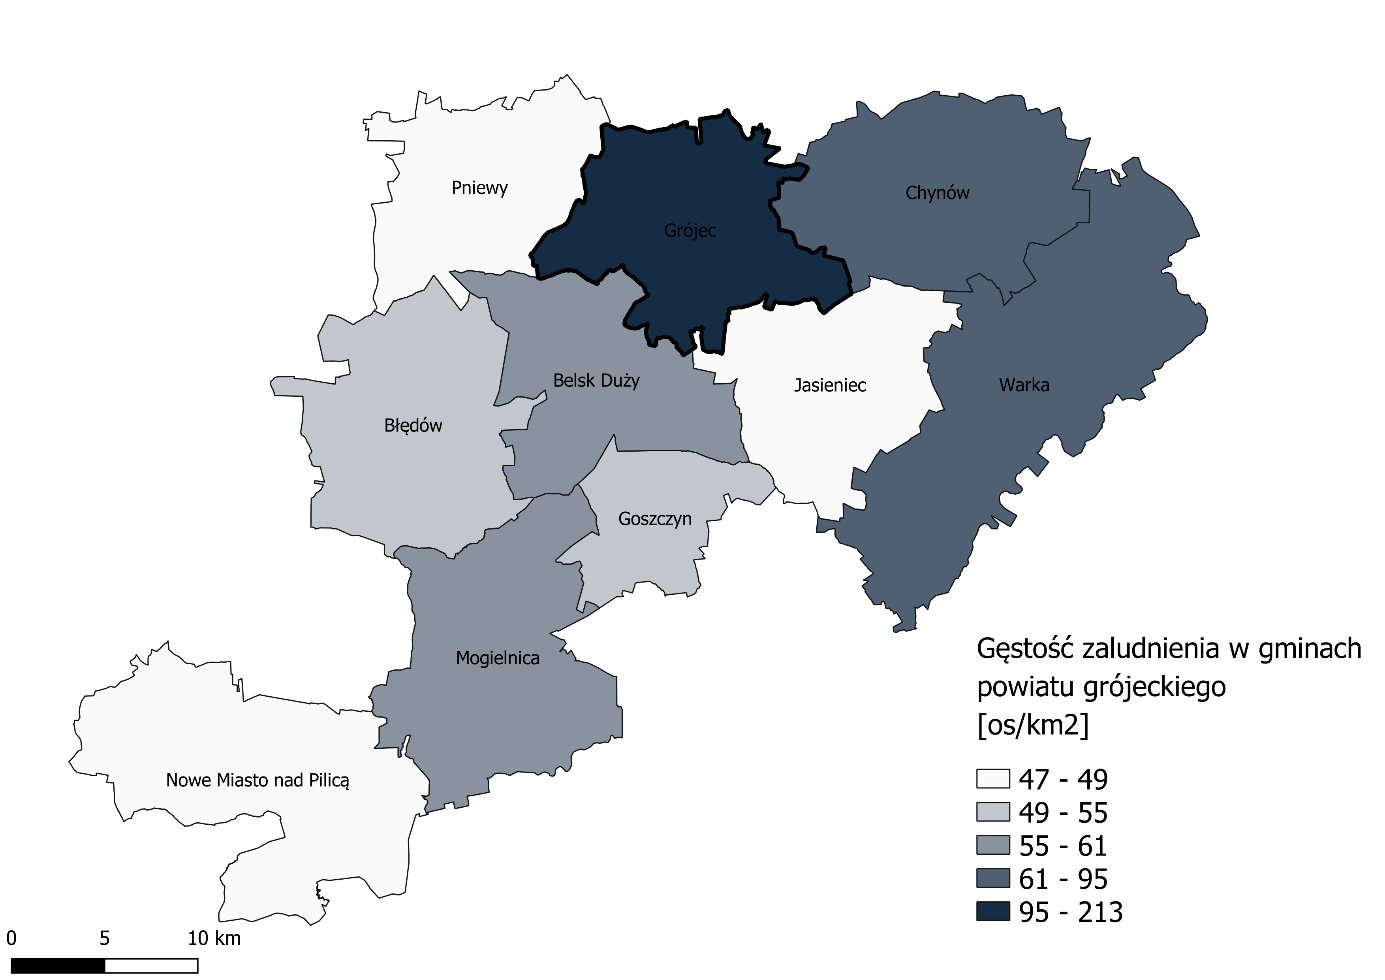 Pniewy
Chynów
Grójec
Belsk Duży
Jasieniec
Warka
Błędów
Goszczyn
Mogielnica
Nowe Miasto nad Pilicą
Gęstość zaludnienia w gminach
powiatu grójeckiego
[os/km2]
47 - 49
49 - 55
55 - 61
61 - 95
95 - 213
0 5 10 km